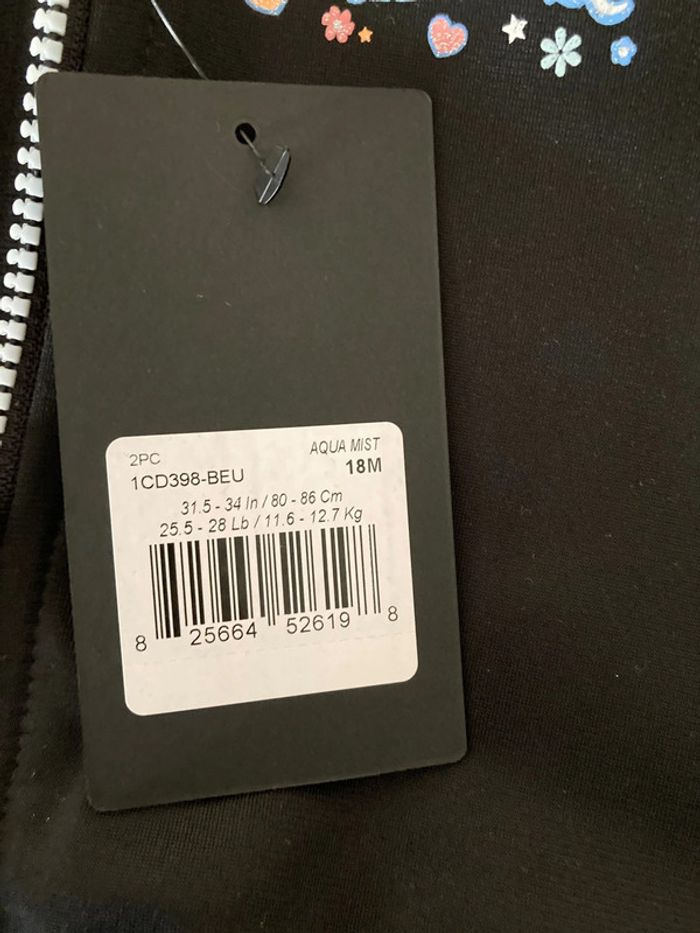 2PC AQUA MIST
1CD398-BEU 18M
31.5 - 34 In / 80 - 86 Cm
25.5 - 28 Lb / 11.6 - 12.7 Kg
8 25664 52619 8